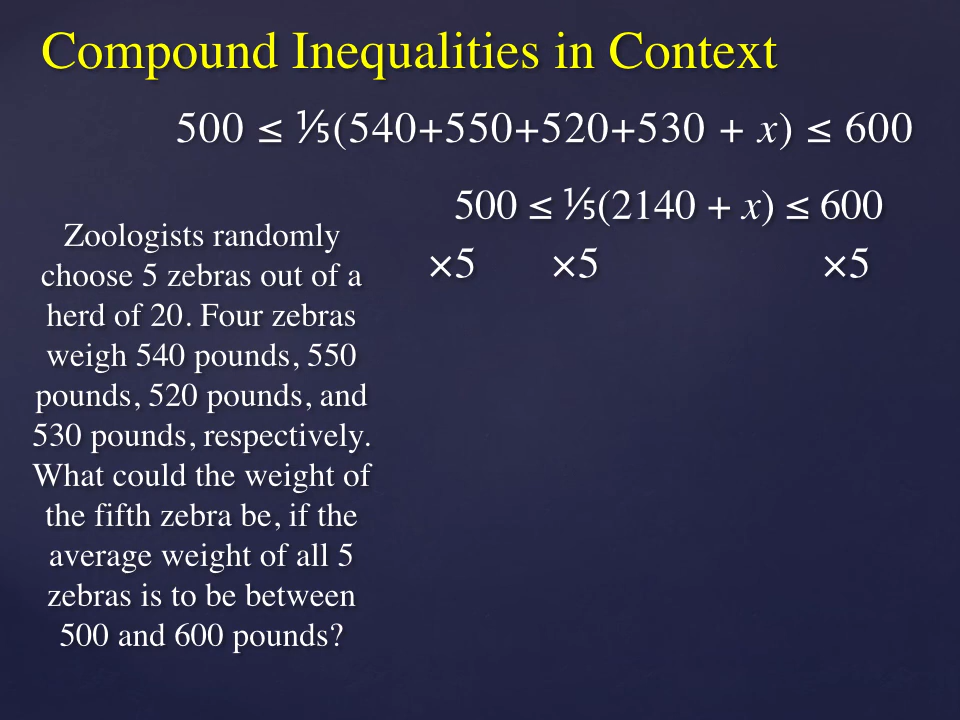 Compound Inequalities in Context
500 ≤ ⅕(540+550+520+530 + x) ≤ 600
500 ≤ ⅕(2140 + x) ≤ 600
×5 ×5 ×5
Zoologists randomly
choose 5 zebras out of a
herd of 20. Four zebras
weigh 540 pounds, 550
pounds, 520 pounds, and
530 pounds, respectively.
What could the weight of
the fifth zebra be, if the
average weight of all 5
zebras is to be between
500 and 600 pounds?